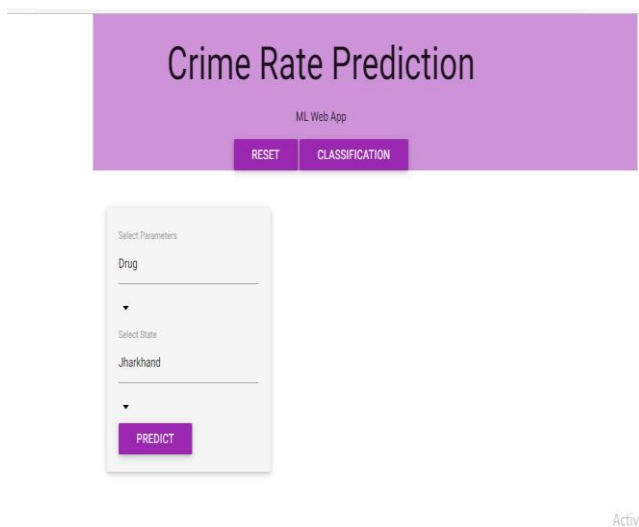 Crime Rate Prediction
ML Web App
RESET CLASSIFICATION
Select Parameters
Drug
Select State
Jharkhand
PREDICT
Activ